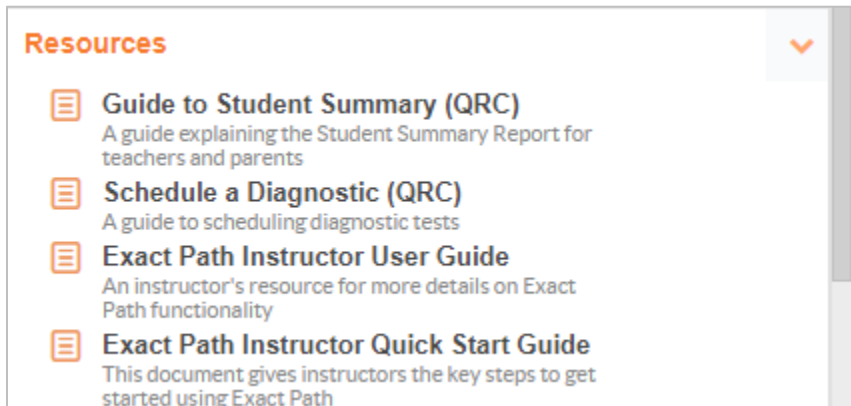 Resources
Guide to Student Summary (QRC)
A guide explaining the Student Summary Report for
teachers and parents
Schedule a Diagnostic (QRC)
A guide to scheduling diagnostic tests
Exact Path Instructor User Guide
An instructor's resource for more details on Exact
Path functionality
Exact Path Instructor Quick Start Guide
This document gives instructors the key steps to get
started using Exact Path